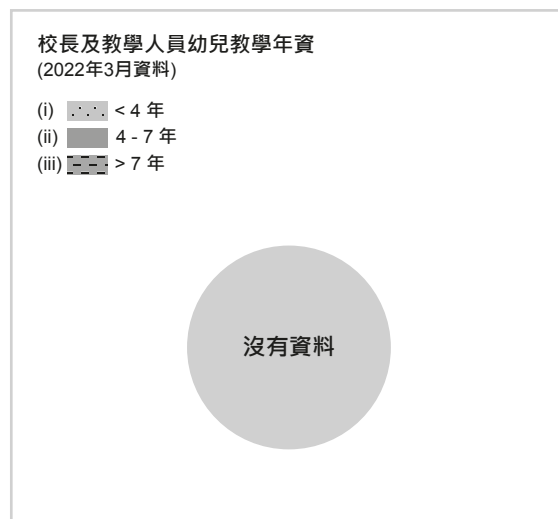 校長及教學人員幼兒教學年資
(2022年3月資料)
(i) < 4 年
(ii) 4 - 7 年
(iii) > 7 年
沒有資料